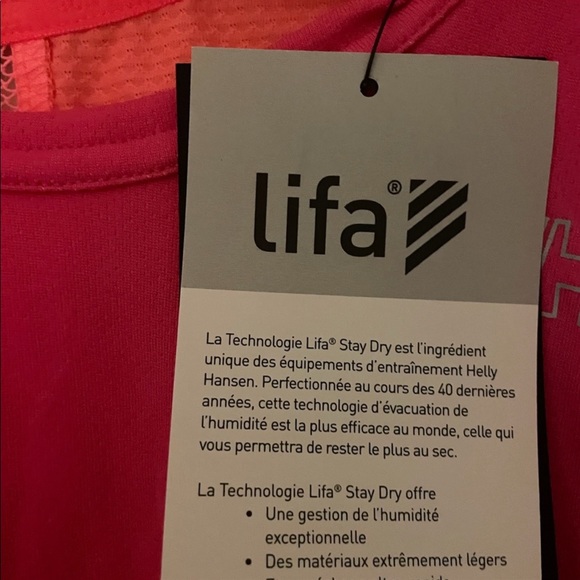 lifa®
La Technologie Lifa® Stay Dry est l'ingrédient
unique des équipements d'entraînement Helly
Hansen. Perfectionnée au cours des 40 dernières
années, cette technologie d'évacuation de
l'humidité est la plus efficace au monde, celle qui
vous permettra de rester le plus au sec.
La Technologie Lifa® Stay Dry offre
• Une gestion de l'humidité
exceptionnelle
• Des matériaux extrêmement légers